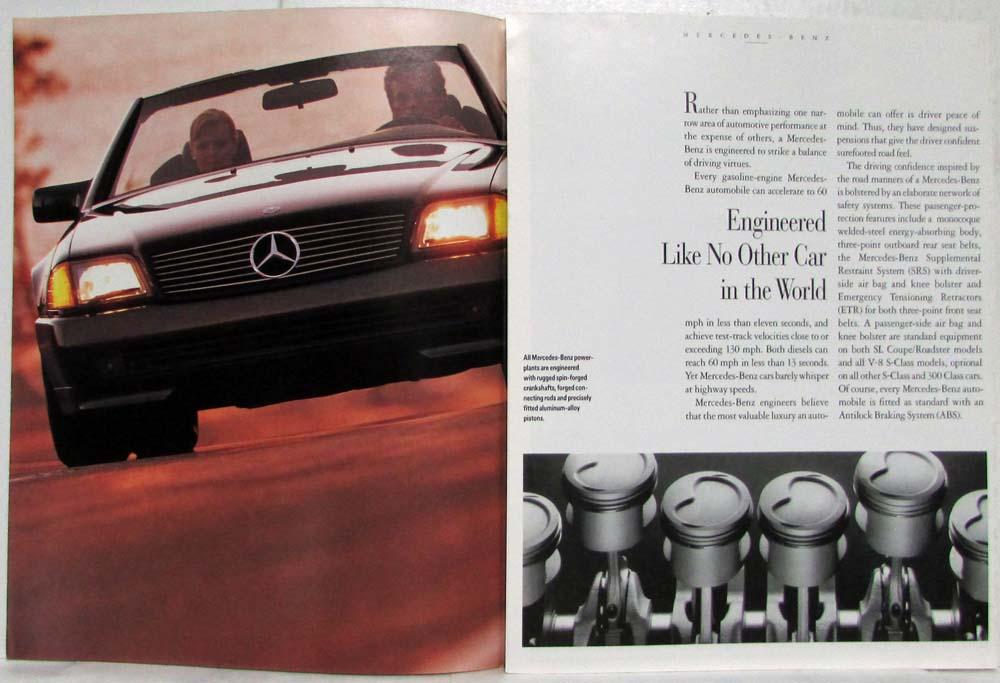 MERCEDES-BENZ
Rather than emphasizing one nar-
row area of automotive performance at
the expense of others, a Mercedes-
Benz is engineered to strike a balance
of driving virtues.
Every gasoline-engine Mercedes-
Benz automobile can accelerate to 60
Engineered
Like No Other Car
in the World
mph in less than eleven seconds, and
achieve test-track velocities close to or
exceeding 130 mph. Both diesels can
reach 60 mph in less than 13 seconds.
Yet Mercedes-Benz cars barely whisper
at highway speeds.
Mercedes-Benz engineers believe
that the most valuable luxury an auto-
mobile can offer is driver peace of
mind. Thus, they have designed sus-
pensions that give the driver confident
surefooted road feel.
The driving confidence inspired by
the road manners of a Mercedes-Benz
is bolstered by an elaborate network of
safety systems. These passenger-pro-
tection features include a monocoque
welded-steel energy-absorbing body,
three-point outboard rear seat belts,
the Mercedes-Benz Supplemental
Restraint System (SRS) with driver-
side air bag and knee bolster and
Emergency Tensioning Retractors
(ETR) for both three-point front seat
belts. A passenger-side air bag and
knee bolster are standard equipment
on both SL Coupe/Roadster models
and all V-8 S-Class models, optional
on all other S-Class and 300 Class cars.
Of course, every Mercedes-Benz auto-
mobile is fitted as standard with an
Antilock Braking System (ABS).
All Mercedes-Benz power-
plants are engineered
with rugged spin-forged
crankshafts, forged con-
necting rods and precisely
fitted aluminum-alloy
pistons.